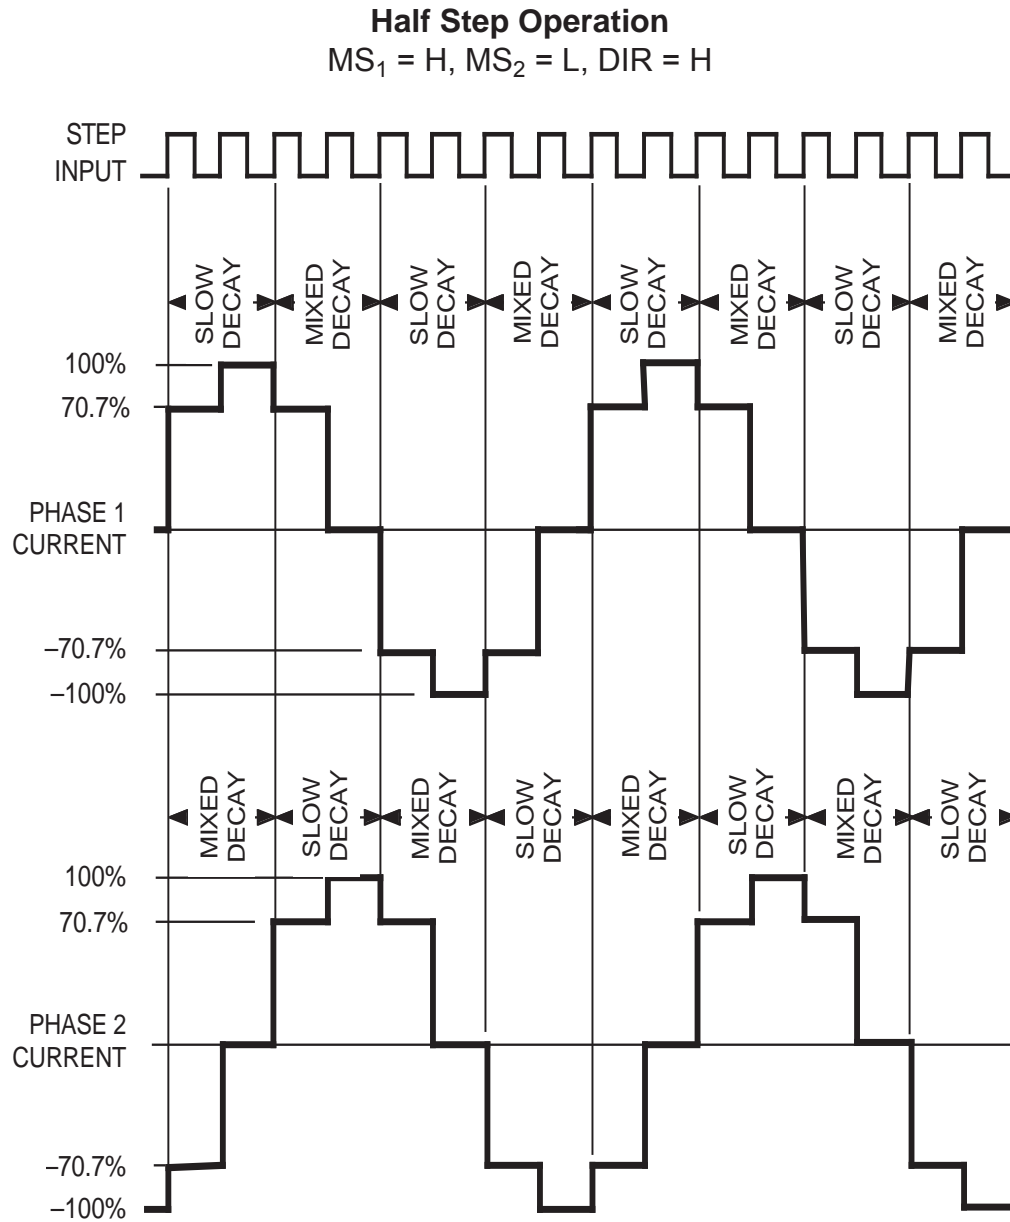 Half Step Operation
MS₁ = H, MS₂ = L, DIR = H
STEP
INPUT
SLOW
DECAY
MIXED
DECAY
SLOW
DECAY
MIXED
DECAY
SLOW
DECAY
MIXED
DECAY
SLOW
DECAY
MIXED
DECAY
100%
70.7%
PHASE 1
CURRENT
–70.7%
–100%
MIXED
DECAY
SLOW
DECAY
MIXED
DECAY
SLOW
DECAY
MIXED
DECAY
SLOW
DECAY
MIXED
DECAY
SLOW
DECAY
100%
70.7%
PHASE 2
CURRENT
–70.7%
–100%